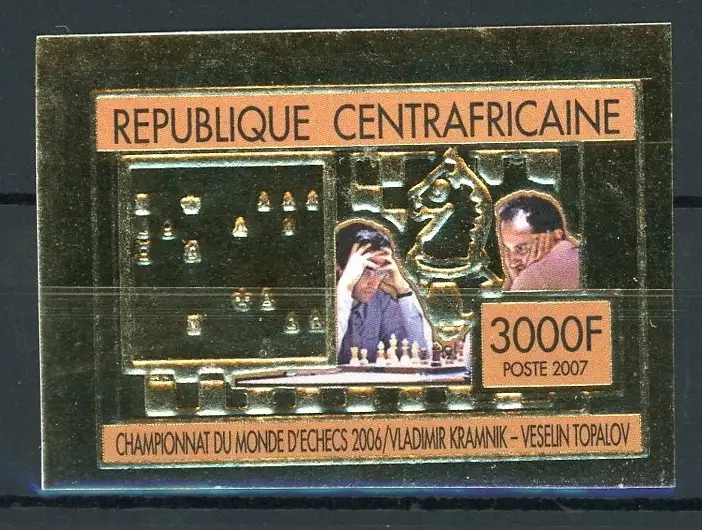 REPUBLIQUE CENTRAFRICAINE
3000F
POSTE 2007
CHAMPIONNAT DU MONDE D'ECHECS 2006/VLADIMIR KRAMNIK – VESELIN TOPALOV